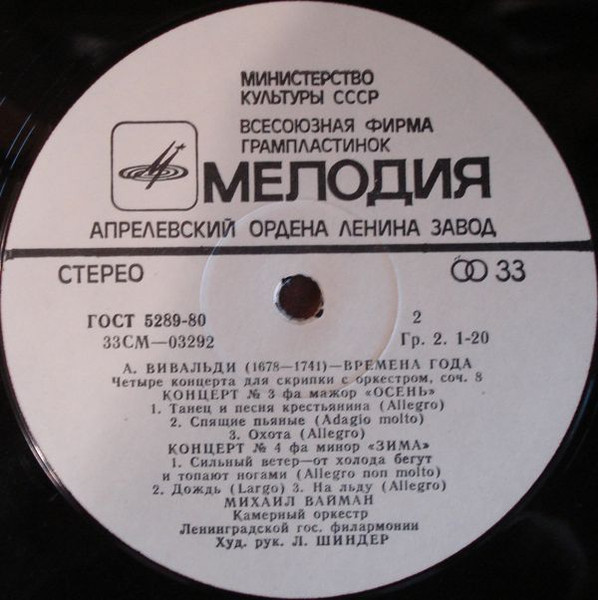 МИНИСТЕРСТВО
КУЛЬТУРЫ СССР
ВСЕСОЮЗНАЯ ФИРМА
ГРАМПЛАСТИНОК
МЕЛОДИЯ
АПРЕЛЕВСКИЙ ОРДЕНА ЛЕНИНА ЗАВОД
СТЕРЕО 33
ГОСТ 5289-80 2
33СМ—03292 Гр. 2. 1-20
А. ВИВАЛЬДИ (1678—1741)—ВРЕМЕНА ГОДА
Четыре концерта для скрипки с оркестром, соч. 8
КОНЦЕРТ № 3 фа мажор «ОСЕНЬ»
1. Танец и песня крестьянина (Allegro)
2. Спящие пьяные (Adagio molto)
3. Охота (Allegro)
КОНЦЕРТ № 4 фа минор «ЗИМА»
1. Сильный ветер—от холода бегут
и топают ногами (Allegro non molto)
2. Дождь (Largo) 3. На льду (Allegro)
МИХАИЛ ВАЙМАН
Камерный оркестр
Ленинградской гос. филармонии
Худ. рук. Л. ШИНДЕР